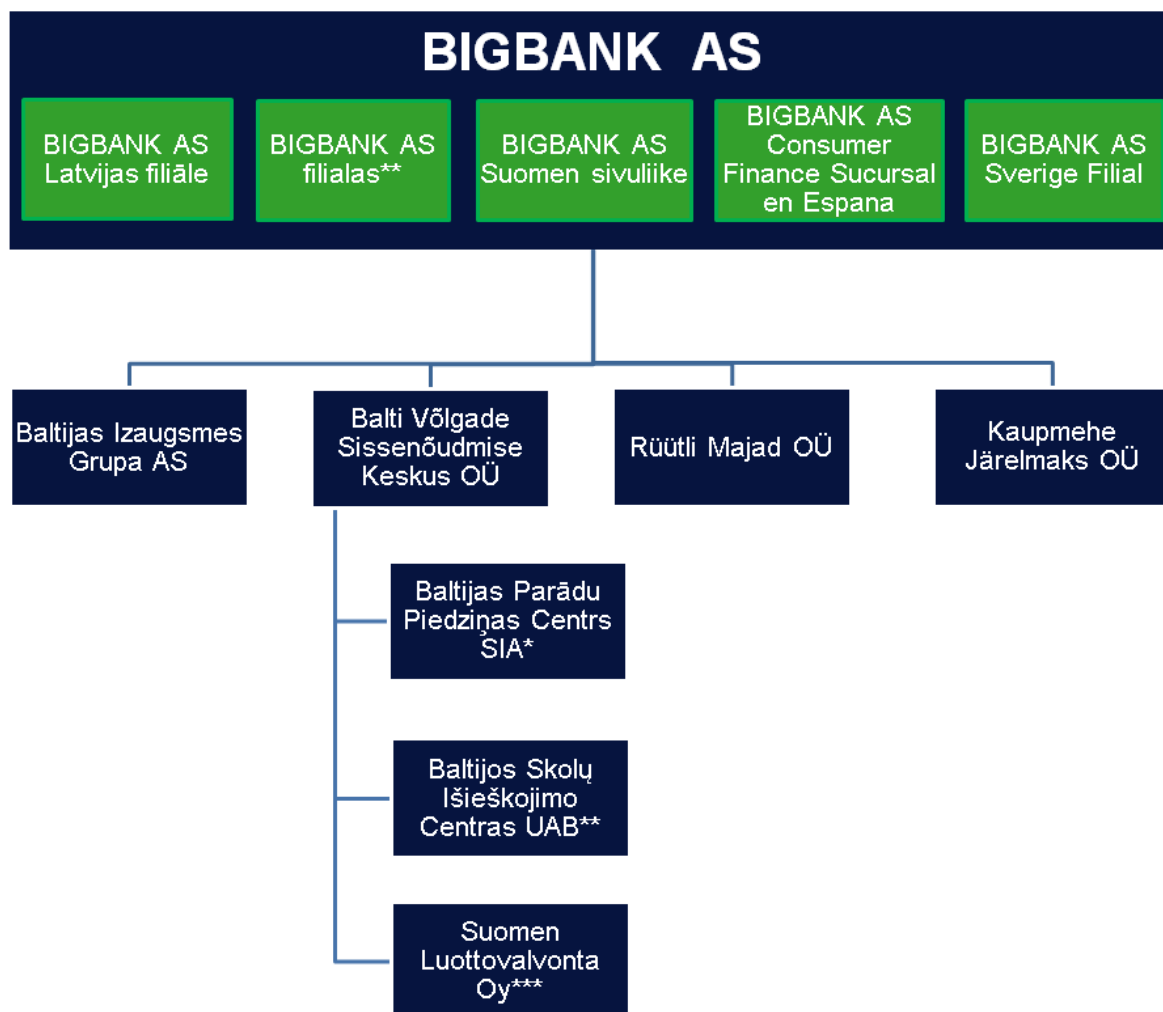 BIGBANK AS
BIGBANK AS
Latvijas filiāle
BIGBANK AS
filialas**
BIGBANK AS
Suomen sivuliike
BIGBANK AS
Consumer
Finance Sucursal
en Espana
BIGBANK AS
Sverige Filial
Baltijas Izaugsmes
Grupa AS
Balti Võlgade
Sissenõudmise
Keskus OÜ
Rüütli Majad OÜ
Kaupmehe
Järelmaks OÜ
Baltijas Parādu
Piedziņas Centrs
SIA*
Baltijos Skolų
Išieškojimo
Centras UAB**
Suomen
Luottovalvonta
Oy***